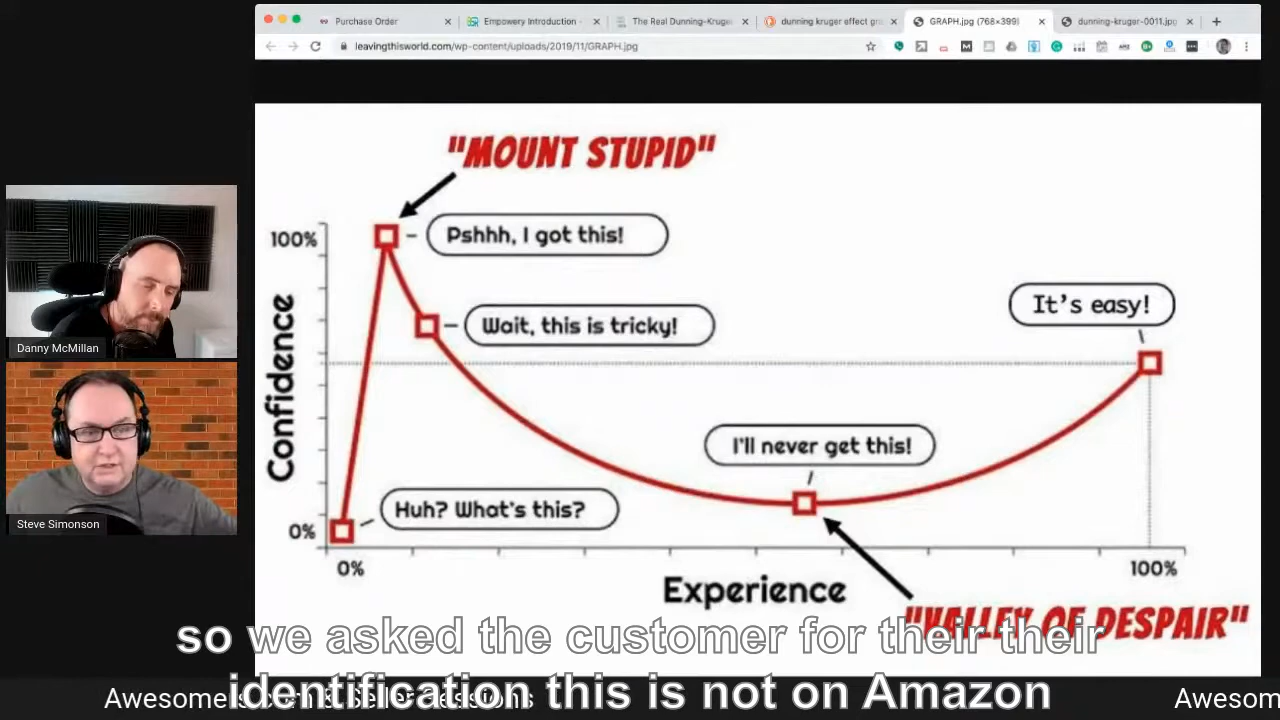 Purchase Order
Empowery Introduction -
The Real Dunning-Kruge
dunning kruger effect gra
GRAPH.jpg (768×399)
dunning-kruger-0011.jpg
leavingthisworld.com/wp-content/uploads/2019/11/GRAPH.jpg
"MOUNT STUPID"
100%
Pshhh, I got this!
Wait, this is tricky!
It's easy!
Confidence
I'll never get this!
Huh? What's this?
0%
0%
100%
Experience
"VALLEY OF DESPAIR"
Danny McMillan
Steve Simonson
so we asked the customer for their their
identification this is not on Amazon
Awesome